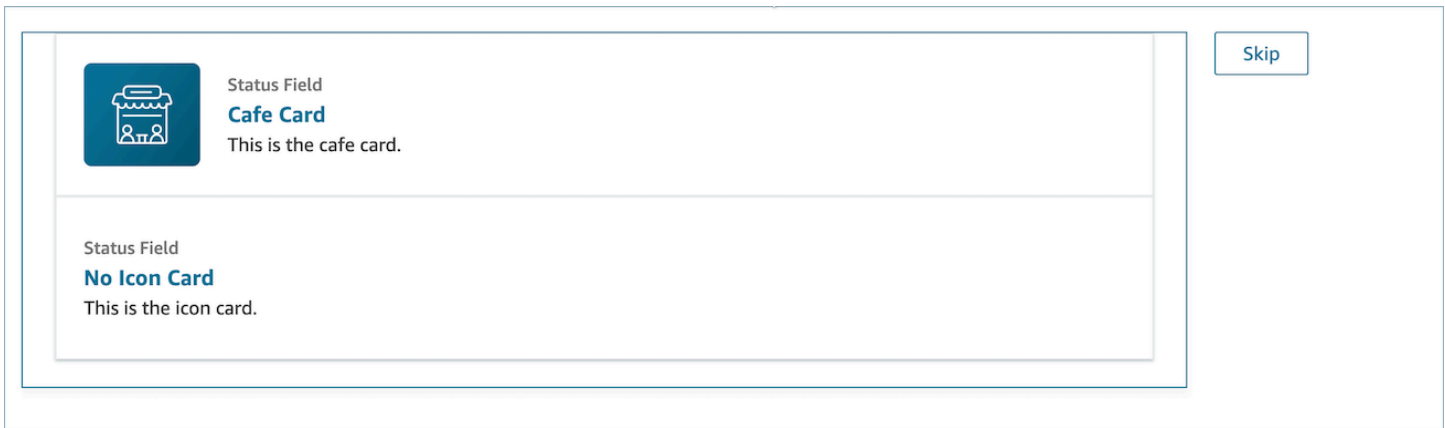 Status Field
Cafe Card
This is the cafe card.
Status Field
No Icon Card
This is the icon card.
Skip